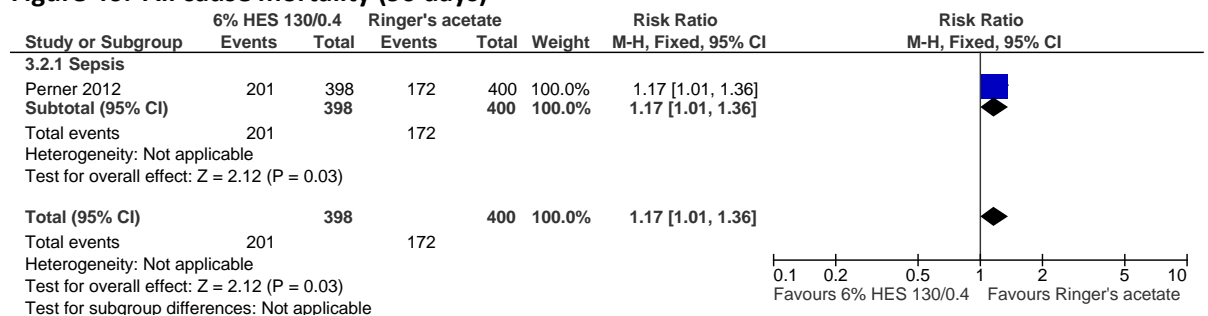 6% HES 130/0.4 Ringer's acetate Risk Ratio Risk Ratio
Study or Subgroup Events Total Events Total Weight M-H, Fixed, 95% CI M-H, Fixed, 95% CI
3.2.1 Sepsis
Perner 2012 201 398 172 400 100.0% 1.17 [1.01, 1.36]
Subtotal (95% CI) 398 400 100.0% 1.17 [1.01, 1.36]
Total events 201 172
Heterogeneity: Not applicable
Test for overall effect: Z = 2.12 (P = 0.03)
Total (95% CI) 398 400 100.0% 1.17 [1.01, 1.36]
Total events 201 172
Heterogeneity: Not applicable
Test for overall effect: Z = 2.12 (P = 0.03)
Test for subgroup differences: Not applicable
0.1 0.2 0.5 1 2 5 10
Favours 6% HES 130/0.4 Favours Ringer's acetate